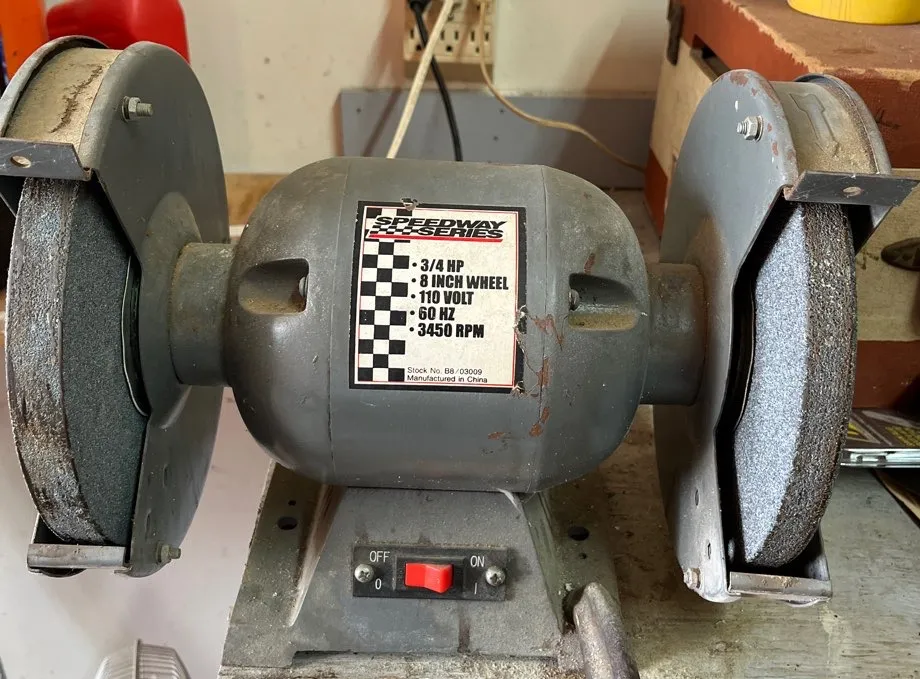 SPEEDWAY
SERIES
• 3/4 HP
• 8 INCH WHEEL
• 110 VOLT
• 60 HZ
• 3450 RPM
Stock No. B8/03009
Manufactured in China
OFF ON
O I